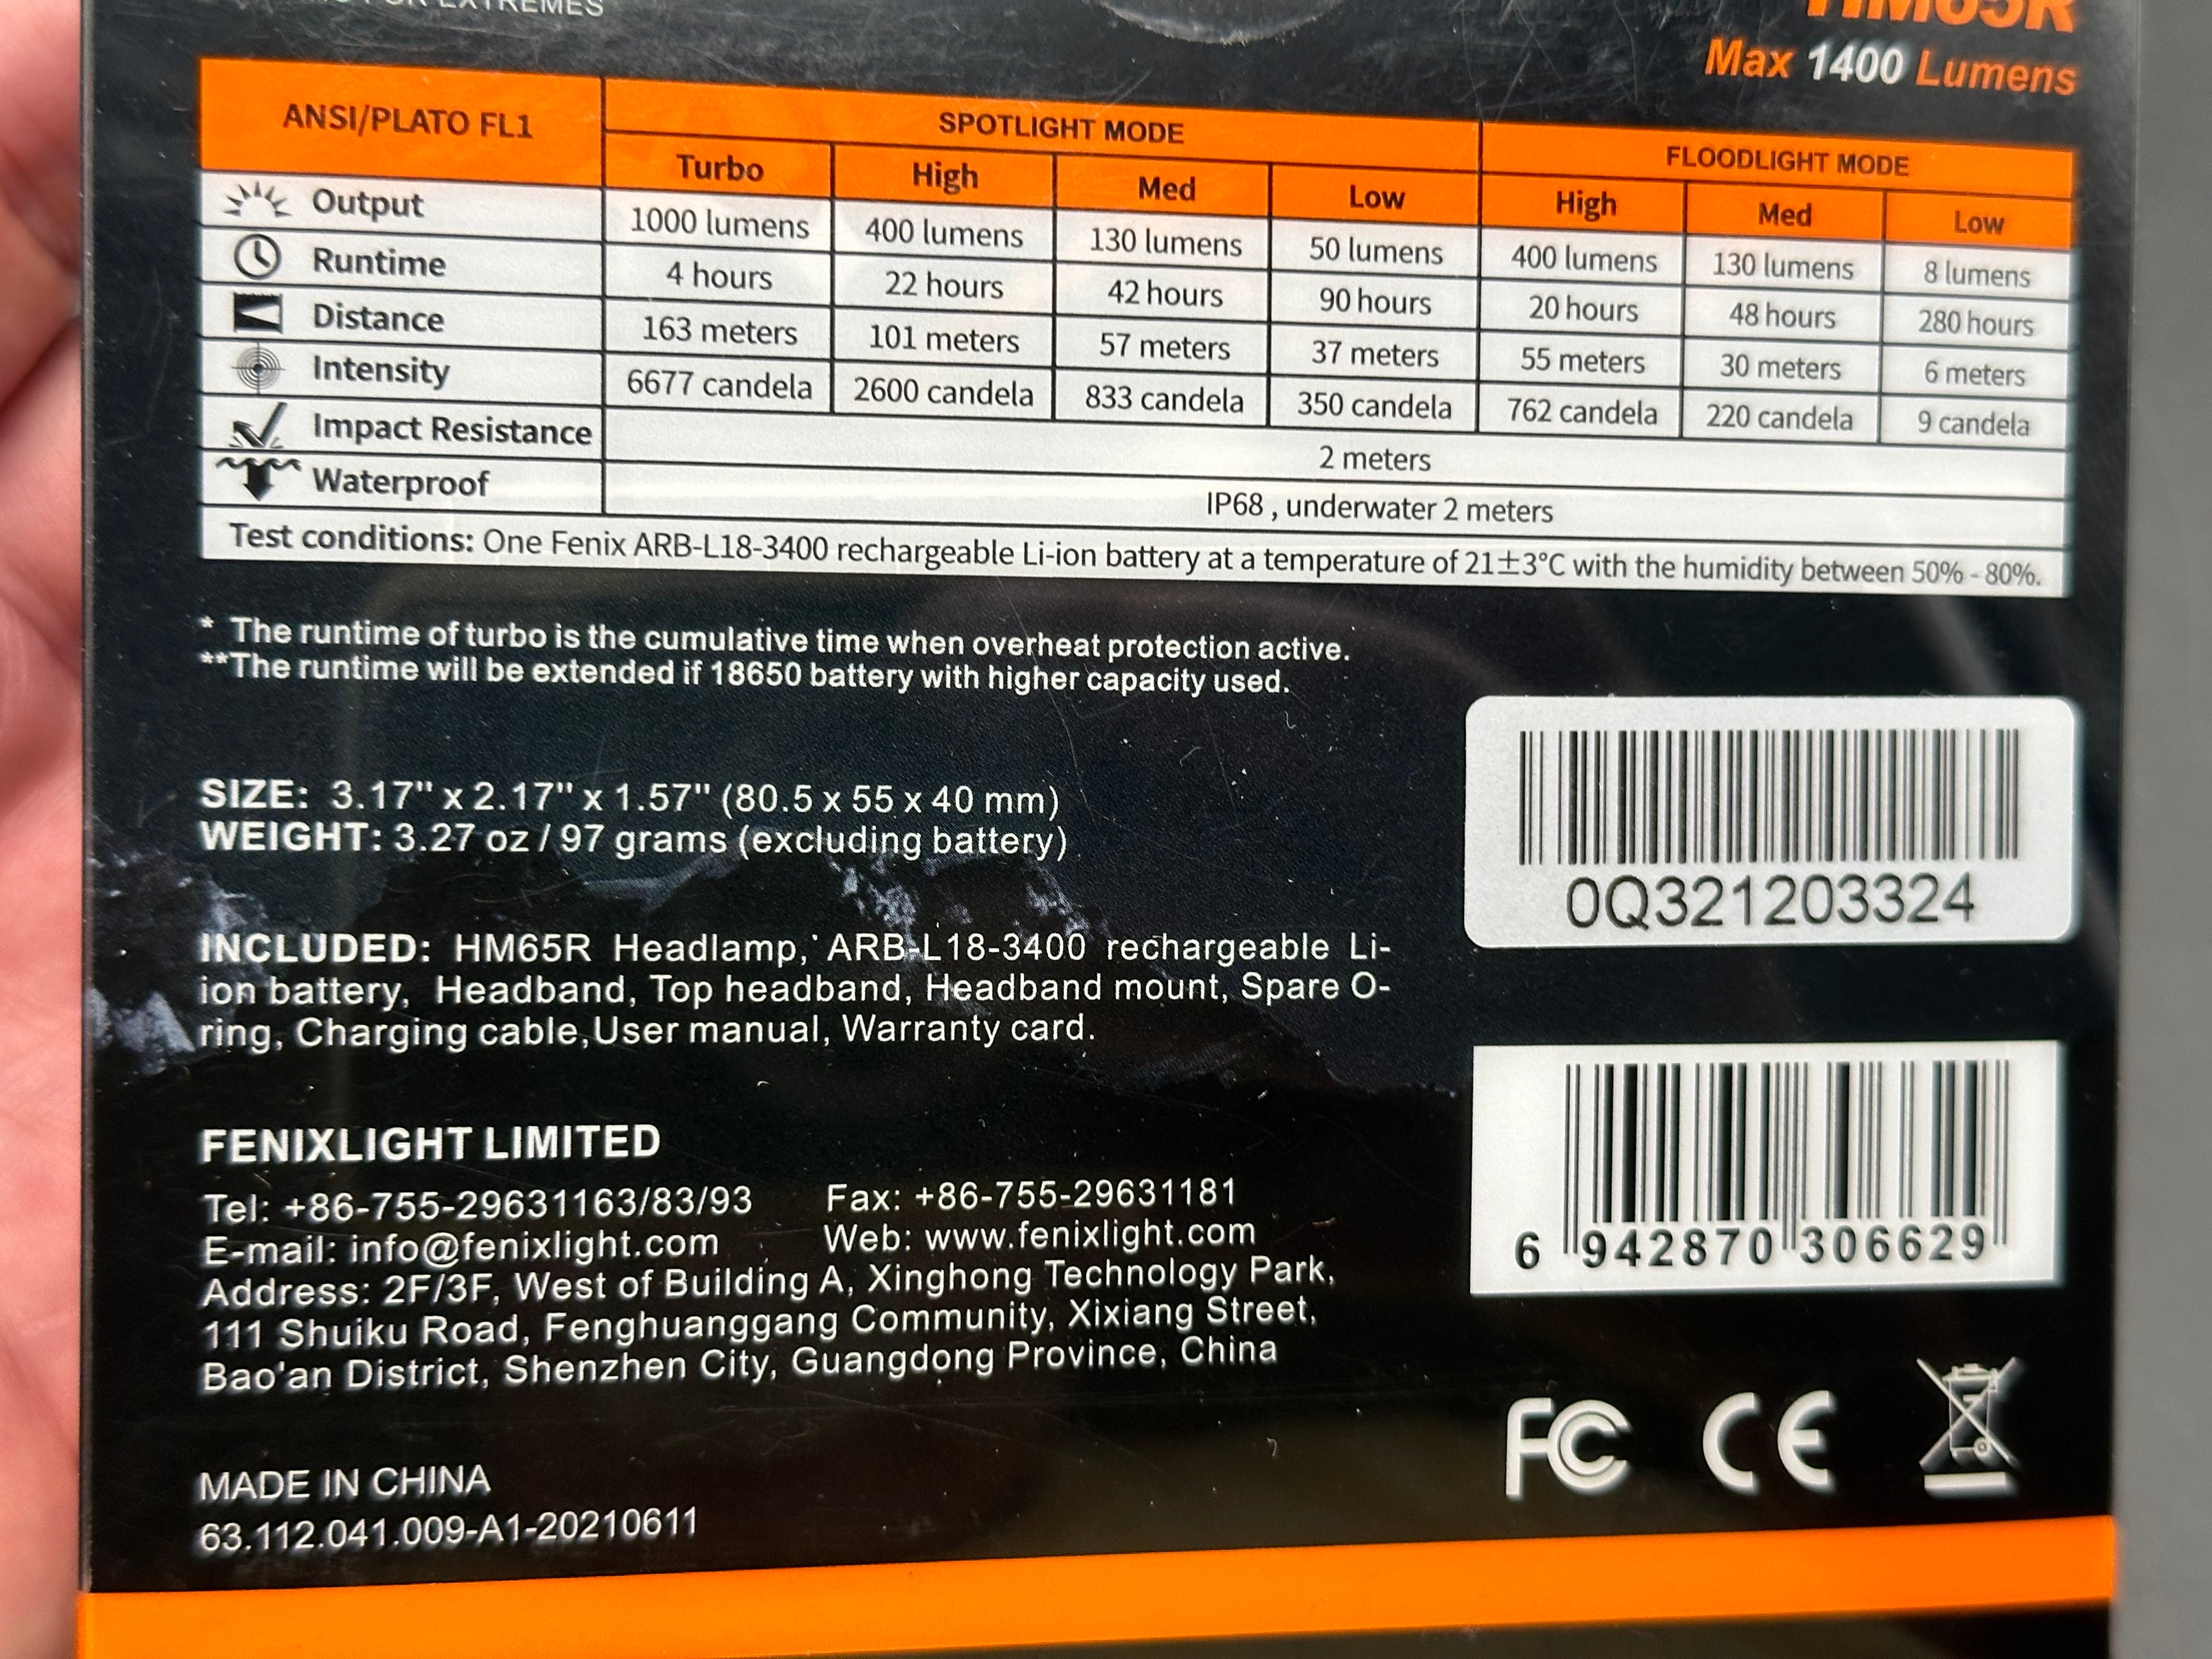 FOR EXTREMES
HM65R
Max 1400 Lumens
ANSI/PLATO FL1 SPOTLIGHT MODE FLOODLIGHT MODE
Turbo High Med Low High Med Low
Output 1000 lumens 400 lumens 130 lumens 50 lumens 400 lumens 130 lumens 8 lumens
Runtime 4 hours 22 hours 42 hours 90 hours 20 hours 48 hours 280 hours
Distance 163 meters 101 meters 57 meters 37 meters 55 meters 30 meters 6 meters
Intensity 6677 candela 2600 candela 833 candela 350 candela 762 candela 220 candela 9 candela
Impact Resistance 2 meters
Waterproof IP68 , underwater 2 meters
Test conditions: One Fenix ARB-L18-3400 rechargeable Li-ion battery at a temperature of 21±3°C with the humidity between 50% - 80%.
* The runtime of turbo is the cumulative time when overheat protection active.
**The runtime will be extended if 18650 battery with higher capacity used.
SIZE: 3.17" x 2.17" x 1.57" (80.5 x 55 x 40 mm)
WEIGHT: 3.27 oz / 97 grams (excluding battery)
0Q321203324
INCLUDED: HM65R Headlamp, ARB-L18-3400 rechargeable Li-
ion battery, Headband, Top headband, Headband mount, Spare O-
ring, Charging cable,User manual, Warranty card.
FENIXLIGHT LIMITED
Tel: +86-755-29631163/83/93 Fax: +86-755-29631181
E-mail: info@fenixlight.com Web: www.fenixlight.com
Address: 2F/3F, West of Building A, Xinghong Technology Park,
111 Shuiku Road, Fenghuanggang Community, Xixiang Street,
Bao'an District, Shenzhen City, Guangdong Province, China
6 942870 306629
FC CE
MADE IN CHINA
63.112.041.009-A1-20210611